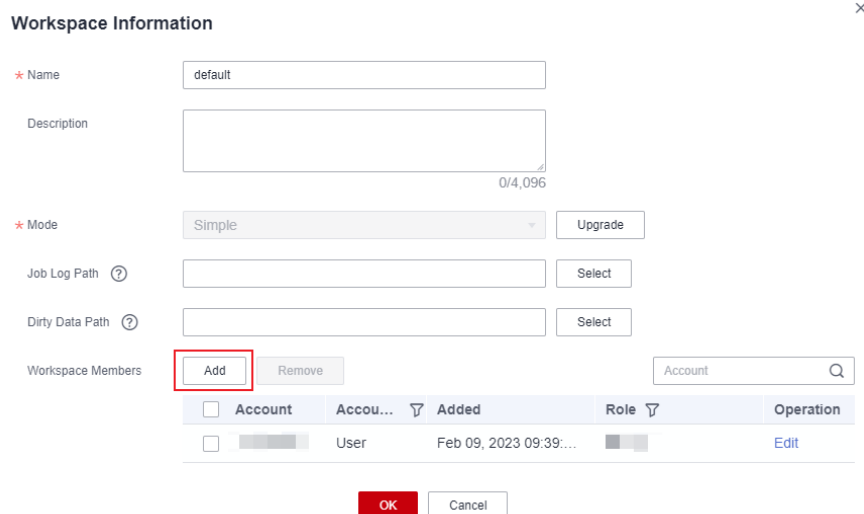 Workspace Information
* Name default
Description
0/4,096
* Mode Simple Upgrade
Job Log Path ? Select
Dirty Data Path ? Select
Workspace Members Add Remove Account
Account Accou... Added Role Operation
User Feb 09, 2023 09:39:... Edit
OK Cancel